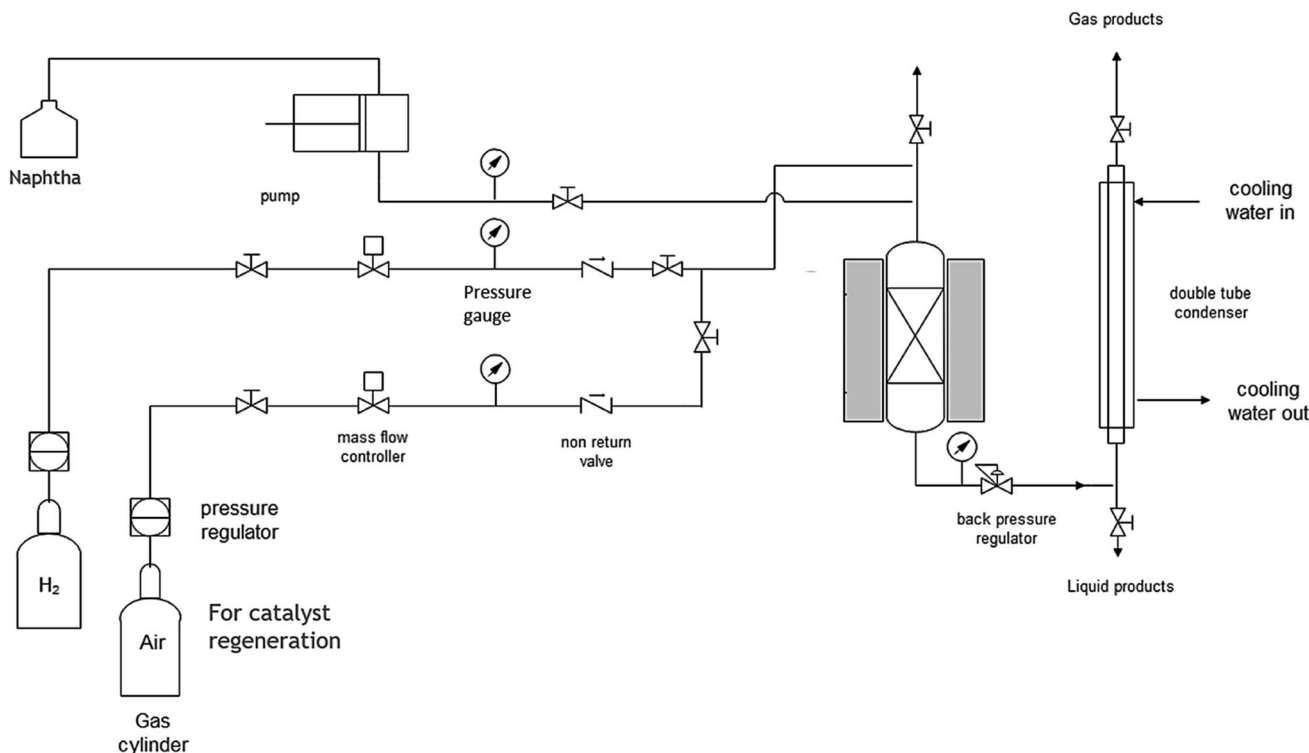 Gas products
Naphtha
pump
cooling
water in
Pressure
gauge
double tube
condenser
cooling
water out
mass flow
controller
non return
valve
pressure
regulator
back pressure
regulator
H₂
Liquid products
For catalyst
regeneration
Air
Gas
cylinder